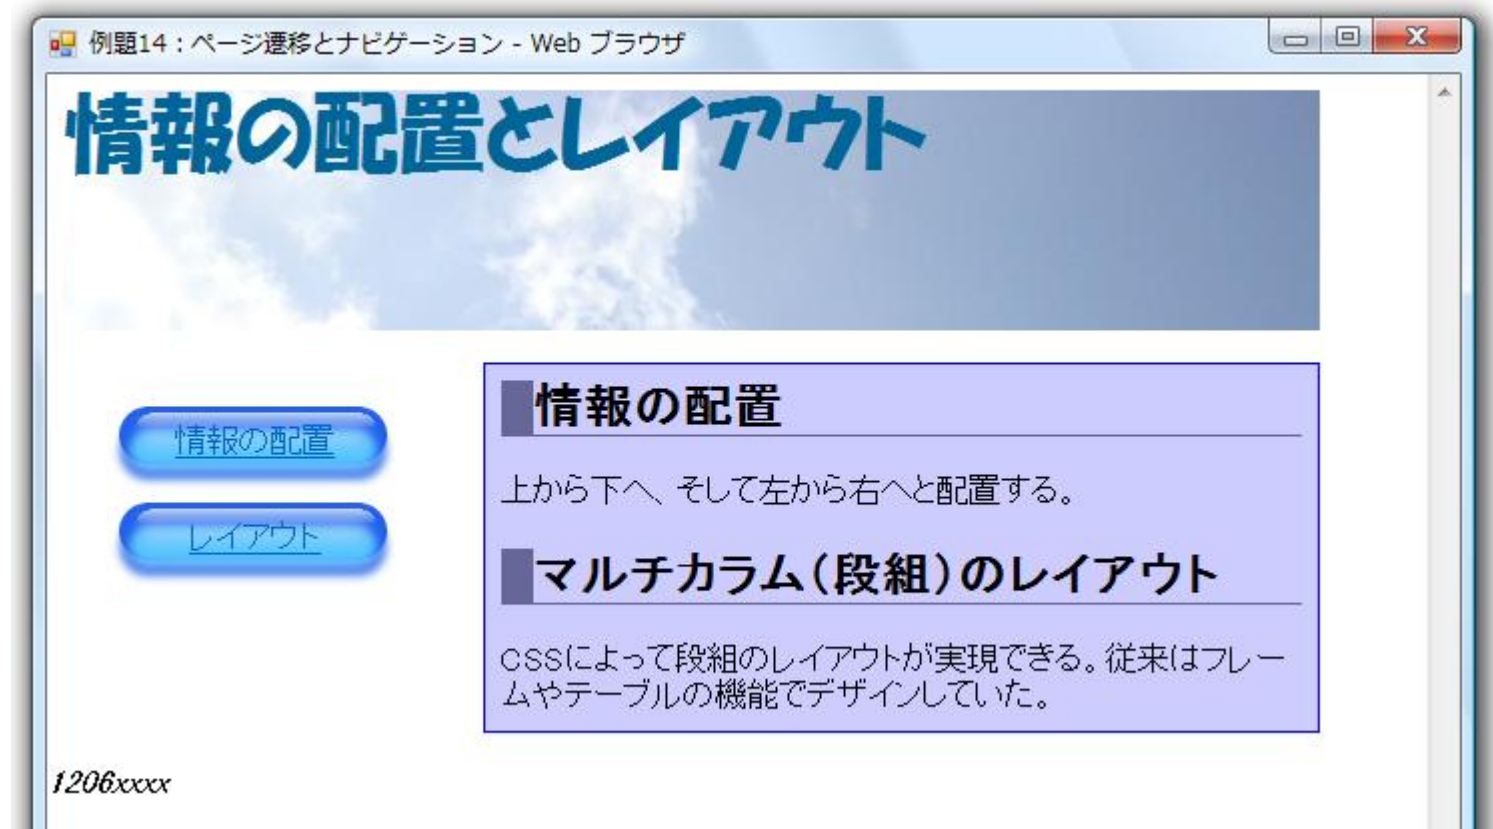 例題14：ページ遷移とナビゲーション - Web ブラウザ
情報の配置とレイアウト
情報の配置
レイアウト
情報の配置
上から下へ、そして左から右へと配置する。
マルチカラム（段組）のレイアウト
CSSによって段組のレイアウトが実現できる。従来はフレー
ムやテーブルの機能でデザインしていた。
1206xxxx